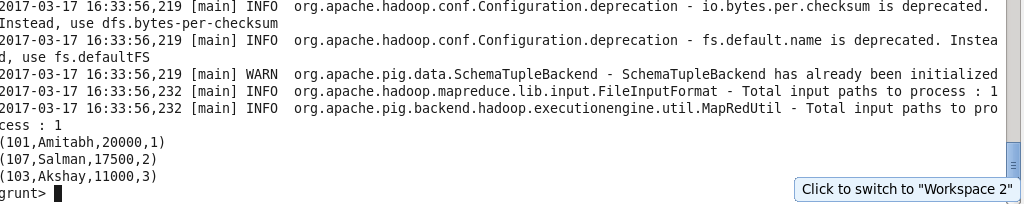 2017-03-17 16:33:56,219 [main] INFO  org.apache.hadoop.conf.Configuration.deprecation - io.bytes.per.checksum is deprecated.
Instead, use dfs.bytes-per-checksum
2017-03-17 16:33:56,219 [main] INFO  org.apache.hadoop.conf.Configuration.deprecation - fs.default.name is deprecated. Instea
d, use fs.defaultFS
2017-03-17 16:33:56,219 [main] WARN  org.apache.pig.data.SchemaTupleBackend - SchemaTupleBackend has already been initialized
2017-03-17 16:33:56,232 [main] INFO  org.apache.hadoop.mapreduce.lib.input.FileInputFormat - Total input paths to process : 1
2017-03-17 16:33:56,232 [main] INFO  org.apache.pig.backend.hadoop.executionengine.util.MapRedUtil - Total input paths to pro
cess : 1
(101,Amitabh,20000,1)
(107,Salman,17500,2)
(103,Akshay,11000,3)
grunt>
Click to switch to "Workspace 2"